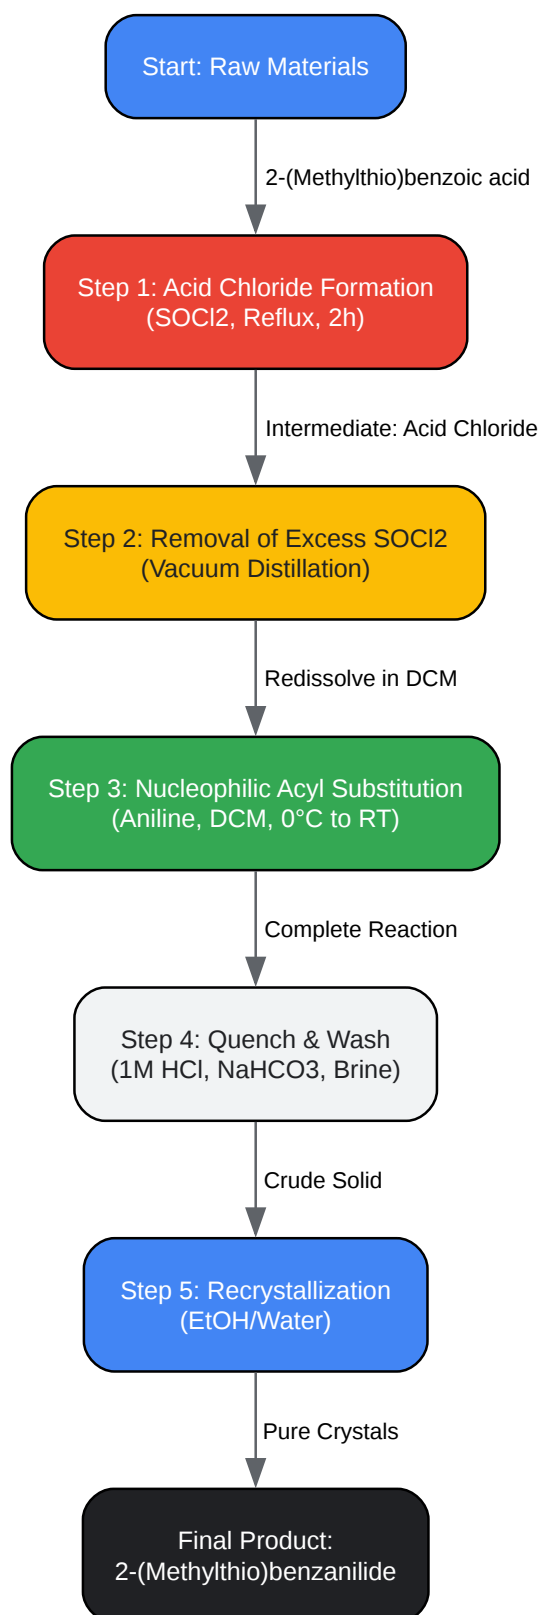 Start: Raw Materials
2-(Methylthio)benzoic acid
Step 1: Acid Chloride Formation
(SOCl2, Reflux, 2h)
Intermediate: Acid Chloride
Step 2: Removal of Excess SOCl2
(Vacuum Distillation)
Redissolve in DCM
Step 3: Nucleophilic Acyl Substitution
(Aniline, DCM, 0°C to RT)
Complete Reaction
Step 4: Quench & Wash
(1M HCl, NaHCO3, Brine)
Crude Solid
Step 5: Recrystallization
(EtOH/Water)
Pure Crystals
Final Product:
2-(Methylthio)benzanilide